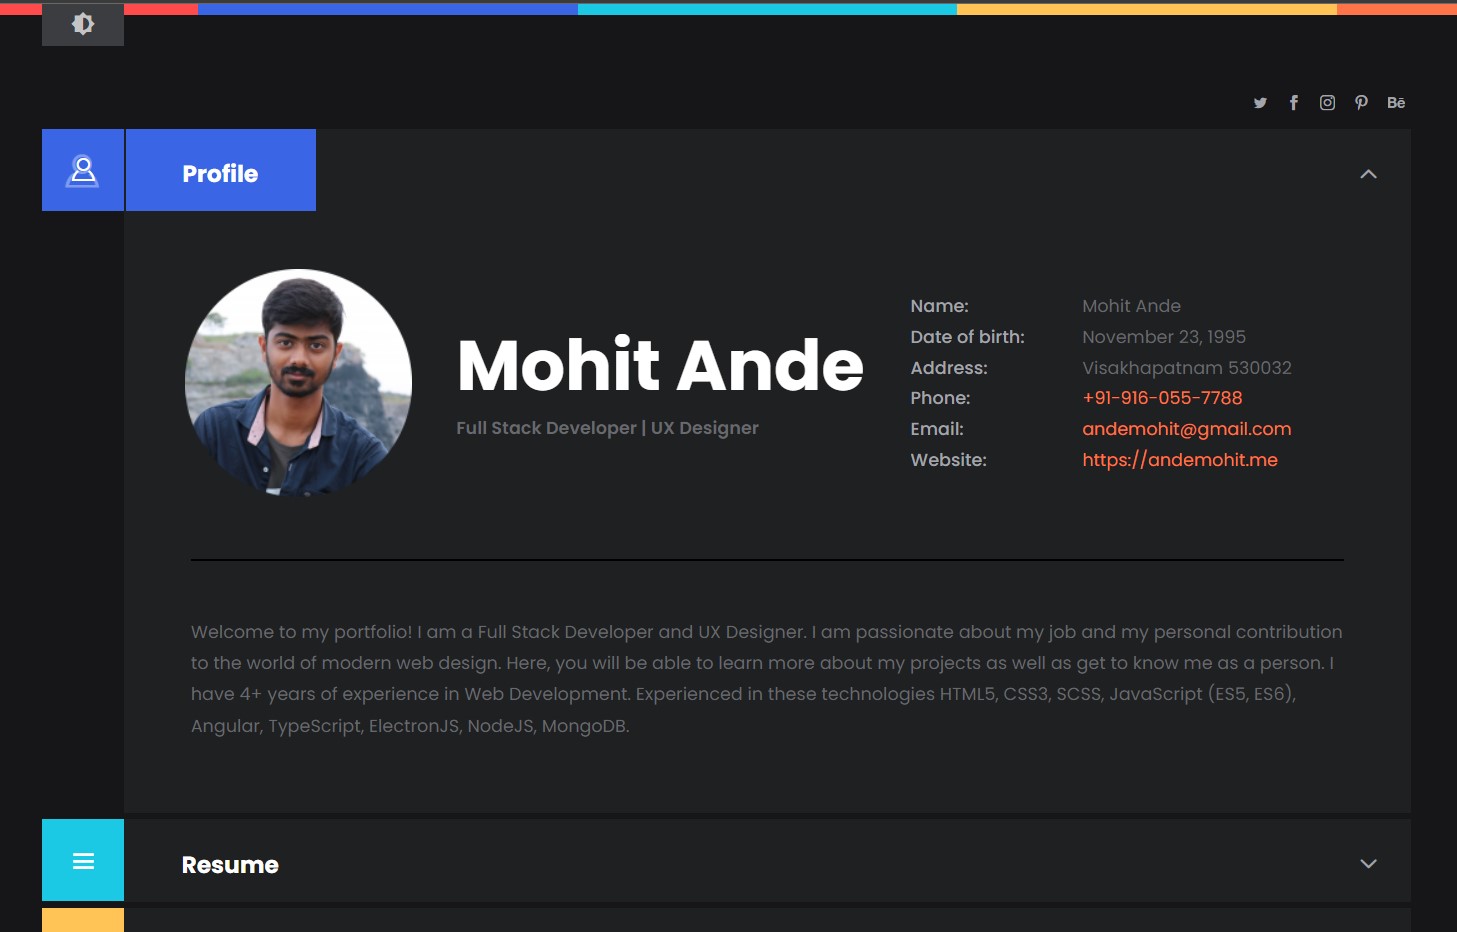 Bē
Profile
Mohit Ande
Full Stack Developer | UX Designer
Name: Mohit Ande
Date of birth: November 23, 1995
Address: Visakhapatnam 530032
Phone: +91-916-055-7788
Email: andemohit@gmail.com
Website: https://andemohit.me
Welcome to my portfolio! I am a Full Stack Developer and UX Designer. I am passionate about my job and my personal contribution
to the world of modern web design. Here, you will be able to learn more about my projects as well as get to know me as a person. I
have 4+ years of experience in Web Development. Experienced in these technologies HTML5, CSS3, SCSS, JavaScript (ES5, ES6),
Angular, TypeScript, ElectronJS, NodeJS, MongoDB.
Resume